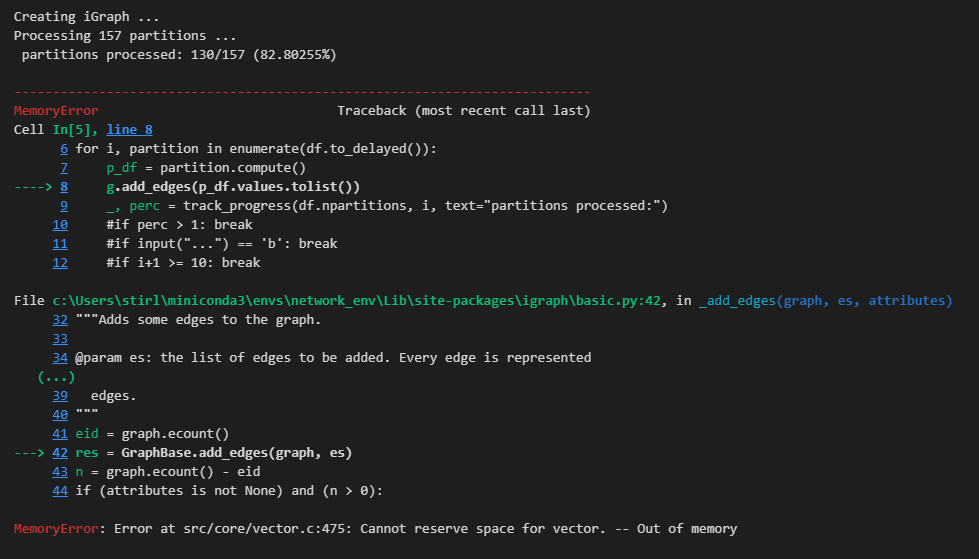 Creating iGraph ...
Processing 157 partitions ...
 partitions processed: 130/157 (82.80255%)
---------------------------------------------------------------------------
MemoryError                               Traceback (most recent call last)
Cell In[5], line 8
      6 for i, partition in enumerate(df.to_delayed()):
      7     p_df = partition.compute()
----> 8     g.add_edges(p_df.values.tolist())
      9     _, perc = track_progress(df.npartitions, i, text="partitions processed:")
     10     #if perc > 1: break
     11     #if input("...") == 'b': break
     12     #if i+1 >= 10: break
File c:\Users\stirl\miniconda3\envs\network_env\Lib\site-packages\igraph\basic.py:42, in _add_edges(graph, es, attributes)
     32 """Adds some edges to the graph.
     33
     34 @param es: the list of edges to be added. Every edge is represented
   (...)
     39   edges.
     40 """
     41 eid = graph.ecount()
---> 42 res = GraphBase.add_edges(graph, es)
     43 n = graph.ecount() - eid
     44 if (attributes is not None) and (n > 0):
MemoryError: Error at src/core/vector.c:475: Cannot reserve space for vector. -- Out of memory